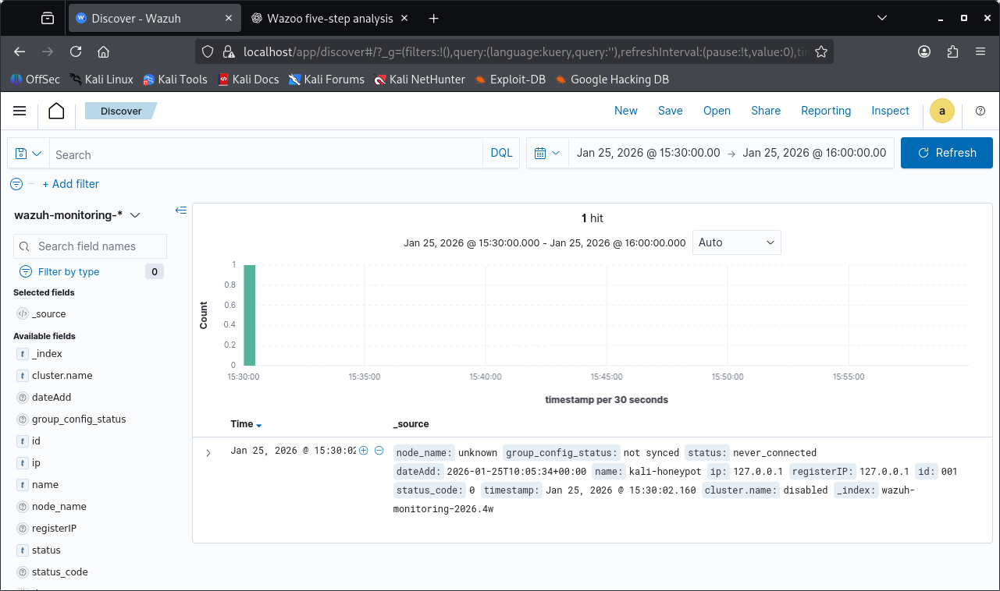 Discover - Wazuh
Wazoo five-step analysis
localhost/app/discover#/?_g=(filters:!(),query:(language:kuery,query:''),refreshInterval:(pause:!t,value:0),
OffSec Kali Linux Kali Tools Kali Docs Kali Forums Kali NetHunter Exploit-DB Google Hacking DB
Discover
New Save Open Share Reporting Inspect a
Search DQL Jan 25, 2026 @ 15:30:00.00 → Jan 25, 2026 @ 16:00:00.00 Refresh
+ Add filter
wazuh-monitoring-*
Search field names
Filter by type 0
Selected fields
_source
Available fields
_index
cluster.name
dateAdd
group_config_status
id
ip
name
node_name
registerIP
status
status_code
1 hit
Jan 25, 2026 @ 15:30:00.000 - Jan 25, 2026 @ 16:00:00.000 Auto
Count
1
0.8
0.6
0.4
0.2
0
15:30:00 15:35:00 15:40:00 15:45:00 15:50:00 15:55:00
timestamp per 30 seconds
Time _source
Jan 25, 2026 @ 15:30:02
node_name: unknown group_config_status: not synced status: never_connected
dateAdd: 2026-01-25T10:05:34+00:00 name: kali-honeypot ip: 127.0.0.1 registerIP: 127.0.0.1 id: 001
status_code: 0 timestamp: Jan 25, 2026 @ 15:30:02.160 cluster.name: disabled _index: wazuh-
monitoring-2026.4w